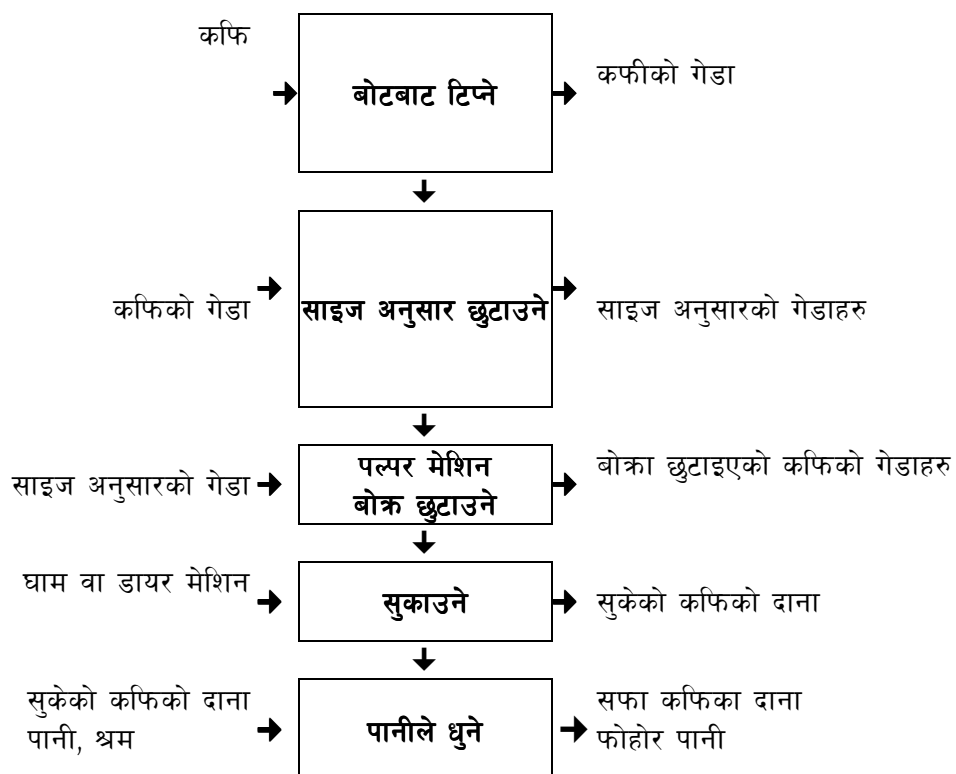 कफि
बोटबाट टिप्ने
कफीको गेडा
कफिको गेडा
साइज अनुसार छुटाउने
साइज अनुसारको गेडाहरु
साइज अनुसारको गेडा
पल्पर मेशिन
बोक्र छुटाउने
बोक्रा छुटाइएको कफिको गेडाहरु
घाम वा डायर मेशिन
सुकाउने
सुकेको कफिको दाना
सुकेको कफिको दाना
पानी, श्रम
पानीले धुने
सफा कफिका दाना
फोहोर पानी